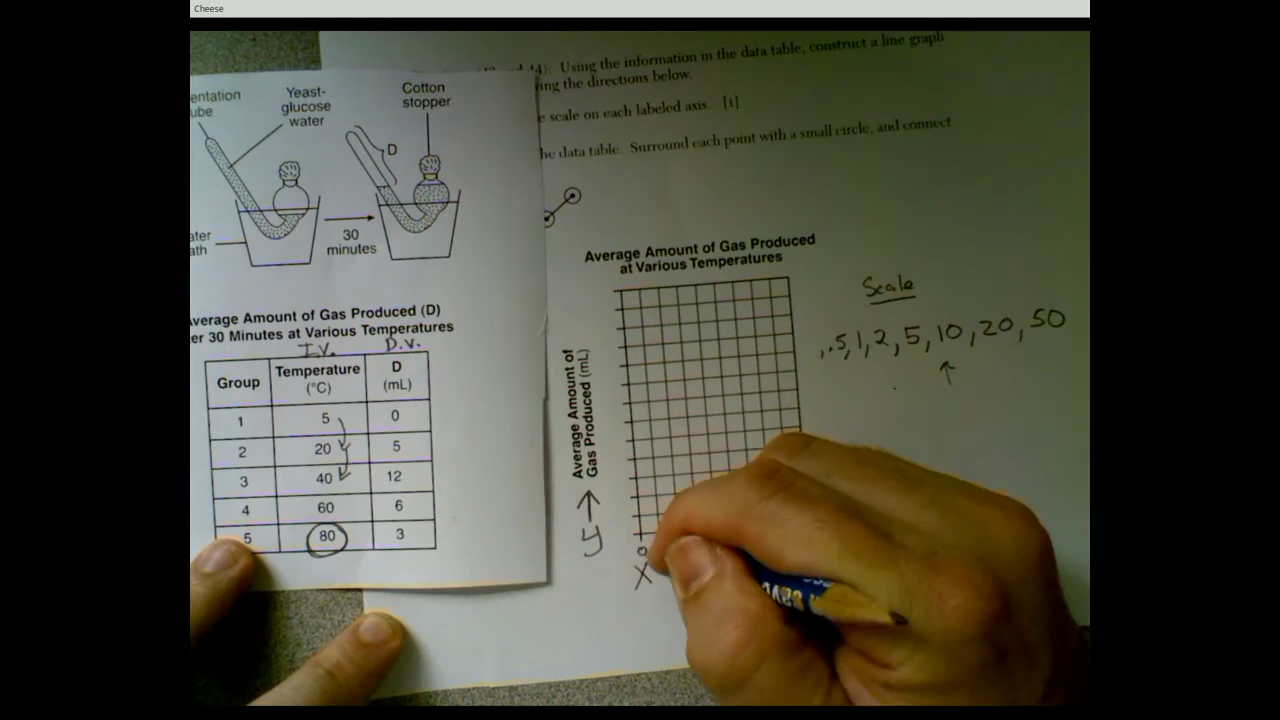 Cheese
Using the information in the data table, construct a line graph
the directions below.
scale on each labeled axis. [1]
data table. Surround each point with a small circle, and connect
Yeast-
glucose
water
Cotton
stopper
D
30
minutes
Average Amount of Gas Produced (D)
30 Minutes at Various Temperatures
I.V. D.V.
Group Temperature (°C) D (mL)
1 5 0
2 20 5
3 40 12
4 60 6
5 80 3
Average Amount of Gas Produced
at Various Temperatures
Average Amount of
Gas Produced (mL)
y
0
X
Scale
.5, 1, 2, 5, 10, 20, 50